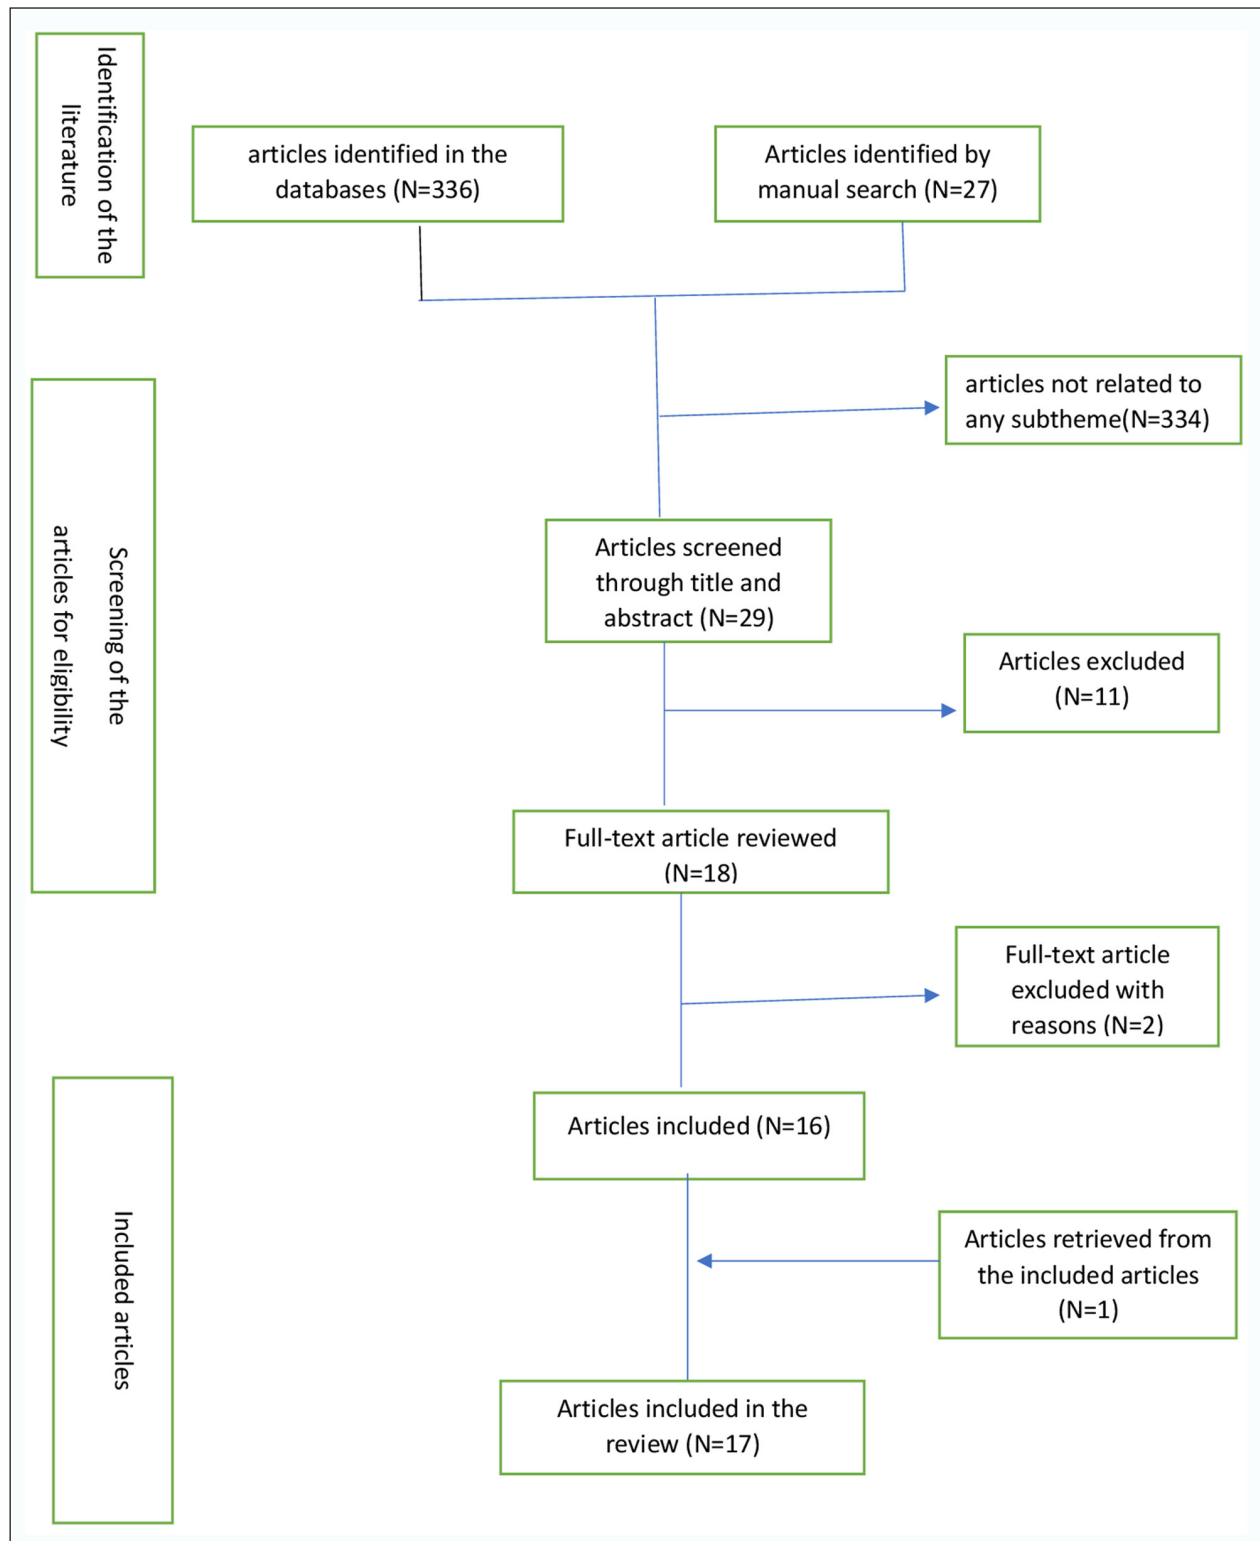 Identification of the
literature
articles identified in the
databases (N=336)
Articles identified by
manual search (N=27)
articles not related to
any subtheme(N=334)
Screening of the
articles for eligibility
Articles screened
through title and
abstract (N=29)
Articles excluded
(N=11)
Full-text article reviewed
(N=18)
Full-text article
excluded with
reasons (N=2)
Included articles
Articles included (N=16)
Articles retrieved from
the included articles
(N=1)
Articles included in the
review (N=17)